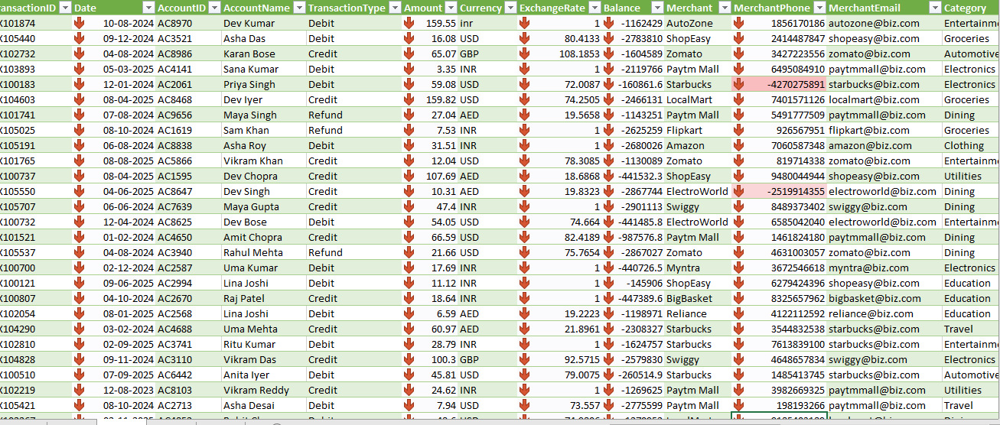 ransactionID Date AccountID AccountName TransactionType Amount Currency ExchangeRate Balance Merchant MerchantPhone MerchantEmail Category
X101874 10-08-2024 AC8970 Dev Kumar Debit 159.55 inr 1 -1162429 AutoZone 1856170186 autozone@biz.com Entertainm
X105440 09-12-2024 AC3521 Asha Das Debit 16.08 USD 80.4133 -2783810 ShopEasy 2414487847 shopeasy@biz.com Groceries
X102732 04-08-2024 AC8986 Karan Bose Credit 65.07 GBP 108.1853 -1604589 Zomato 3427223556 zomato@biz.com Automotive
X103893 05-03-2025 AC4141 Sana Kumar Debit 3.35 INR 1 -2119766 Paytm Mall 6495084910 paytmmall@biz.com Electronics
X100183 12-01-2024 AC2061 Priya Singh Debit 59.08 USD 72.0087 -160861.6 Starbucks -4270275891 starbucks@biz.com Electronics
X104603 08-04-2025 AC8468 Dev Iyer Credit 159.82 USD 74.2505 -2466131 LocalMart 7401571126 localmart@biz.com Groceries
X101741 07-08-2024 AC9656 Maya Singh Refund 27.04 AED 19.5658 -1143251 Paytm Mall 5491777509 paytmmall@biz.com Dining
X105025 08-10-2024 AC1619 Sam Khan Refund 7.53 INR 1 -2625259 Flipkart 926567951 flipkart@biz.com Groceries
X105191 06-08-2024 AC8838 Asha Roy Debit 31.51 INR 1 -2680026 Amazon 7060587348 amazon@biz.com Clothing
X101765 08-08-2025 AC5866 Vikram Khan Credit 12.04 USD 78.3085 -1130089 Zomato 819714338 zomato@biz.com Entertainm
X100737 08-04-2025 AC1595 Dev Chopra Credit 107.69 AED 18.6868 -441532.3 ShopEasy 9480044944 shopeasy@biz.com Utilities
X105550 04-06-2025 AC8647 Dev Singh Credit 10.31 AED 19.8323 -2867744 ElectroWorld -2519914355 electroworld@biz.com Dining
X105707 06-06-2024 AC7639 Maya Gupta Credit 47.4 INR 1 -2901113 Swiggy 8489373402 swiggy@biz.com Dining
X100732 12-04-2024 AC8625 Dev Bose Debit 54.05 USD 74.664 -441485.8 ElectroWorld 6585042040 electroworld@biz.com Entertainm
X101521 01-02-2024 AC4650 Amit Chopra Credit 66.59 USD 82.4189 -987576.8 Paytm Mall 1461824180 paytmmall@biz.com Dining
X105537 04-08-2024 AC3940 Rahul Mehta Refund 21.66 USD 75.7654 -2867027 Zomato 4631003057 zomato@biz.com Dining
X100700 02-12-2024 AC2587 Uma Kumar Debit 17.69 INR 1 -440726.5 Myntra 3672546618 myntra@biz.com Electronics
X100121 09-06-2025 AC2994 Lina Joshi Debit 11.12 INR 1 -145906 ShopEasy 6279424396 shopeasy@biz.com Education
X100807 04-10-2024 AC2670 Raj Patel Credit 18.64 INR 1 -447389.6 BigBasket 8325657962 bigbasket@biz.com Education
X102054 08-01-2025 AC2568 Lina Joshi Debit 6.59 AED 19.2223 -1198971 Reliance 4122112592 reliance@biz.com Education
X104290 03-02-2024 AC4688 Uma Mehta Credit 60.97 AED 21.8961 -2308327 Starbucks 3544832538 starbucks@biz.com Travel
X102810 02-09-2025 AC3741 Ritu Kumar Debit 28.79 INR 1 -1624757 Starbucks 7613839100 starbucks@biz.com Entertainm
X104828 09-11-2024 AC3110 Vikram Das Credit 100.3 GBP 92.5715 -2579830 Swiggy 4648657834 swiggy@biz.com Electronics
X100510 07-09-2025 AC6442 Anita Iyer Debit 45.81 USD 79.0075 -260514.9 Starbucks 1485413745 starbucks@biz.com Automotive
X102219 12-08-2023 AC8103 Vikram Reddy Credit 24.62 INR 1 -1269625 Paytm Mall 3982669325 paytmmall@biz.com Utilities
X105421 08-10-2024 AC2713 Asha Desai Debit 7.94 USD 73.557 -2775599 Paytm Mall 198193266 paytmmall@biz.com Travel